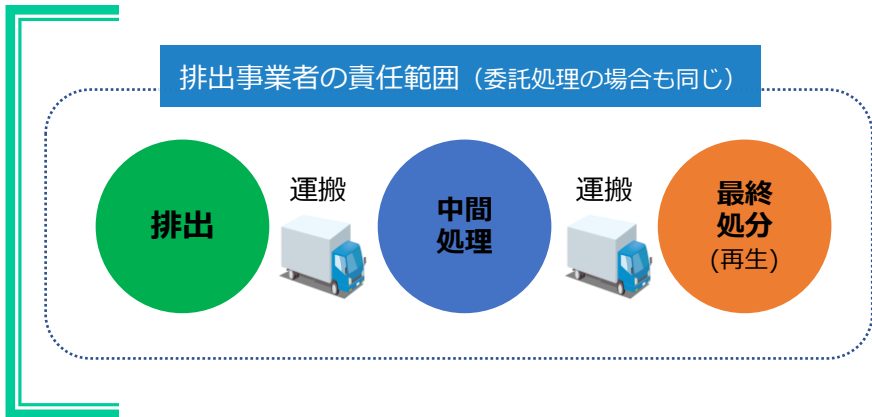 排出事業者の責任範囲（委託処理の場合も同じ）
排出
運搬
中間
処理
運搬
最終
処分
(再生)